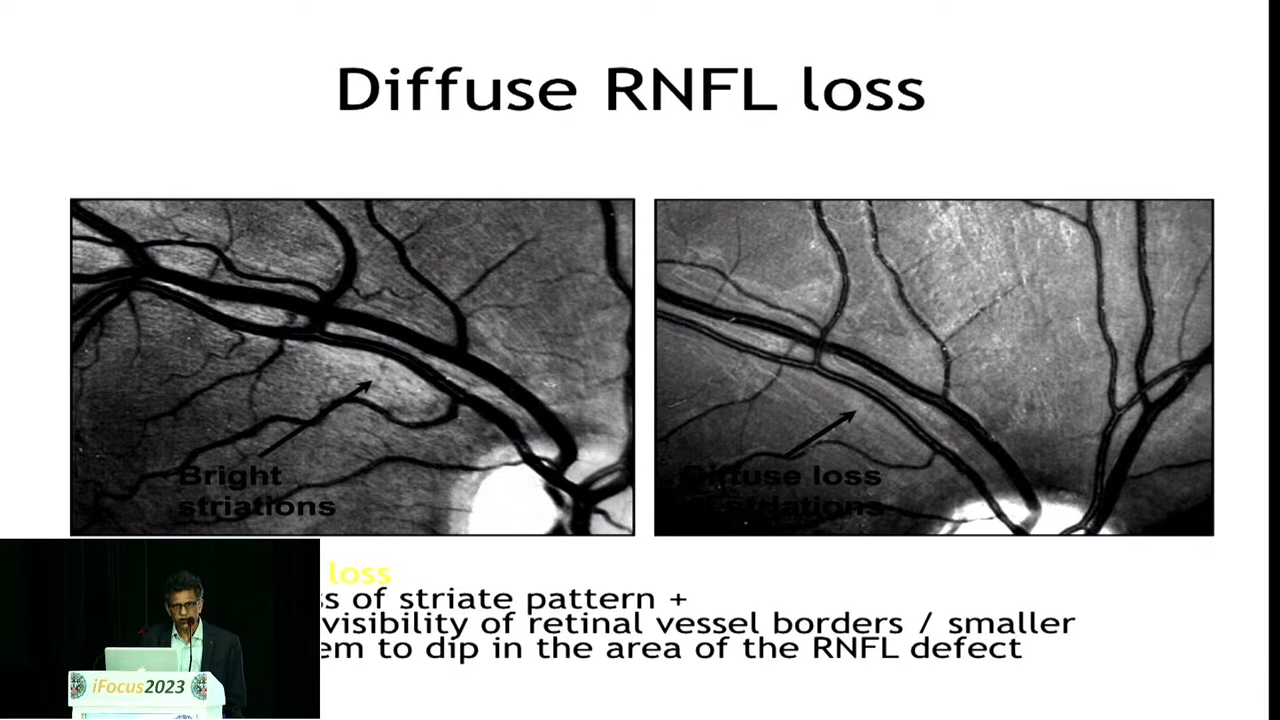 Diffuse RNFL loss
Bright
striations
Diffuse loss
striations
loss
of striate pattern +
visibility of retinal vessel borders / smaller
to dip in the area of the RNFL defect
iFocus2023